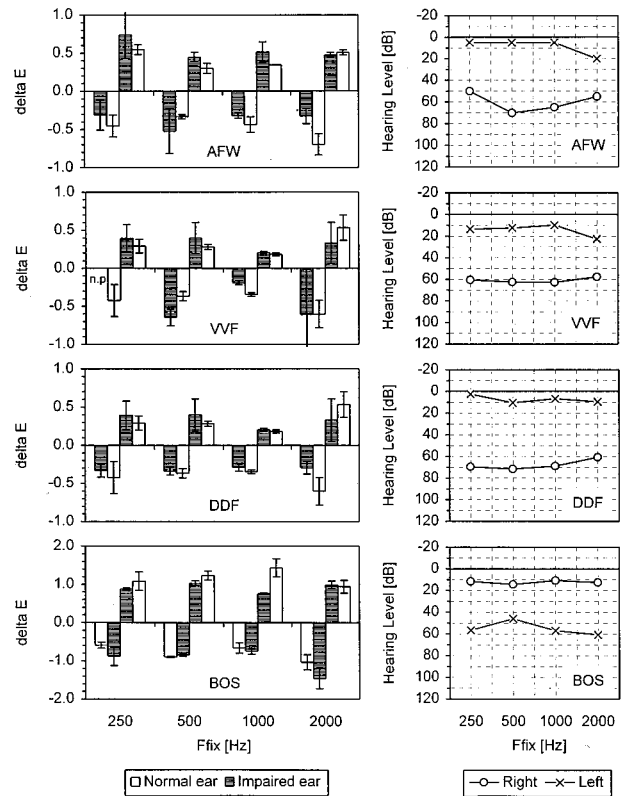 delta E
1.0
0.5
0.0
-0.5
-1.0
AFW
Hearing Level [dB]
-20
0
20
40
60
80
100
120
AFW
delta E
1.0
0.5
0.0
-0.5
-1.0
n.p
VVF
Hearing Level [dB]
-20
0
20
40
60
80
100
120
VVF
delta E
1.0
0.5
0.0
-0.5
-1.0
DDF
Hearing Level [dB]
-20
0
20
40
60
80
100
120
DDF
delta E
2.0
1.0
0.0
-1.0
-2.0
BOS
250 500 1000 2000
Ffix [Hz]
Normal ear Impaired ear
Hearing Level [dB]
-20
0
20
40
60
80
100
120
BOS
250 500 1000 2000
Ffix [Hz]
Right Left